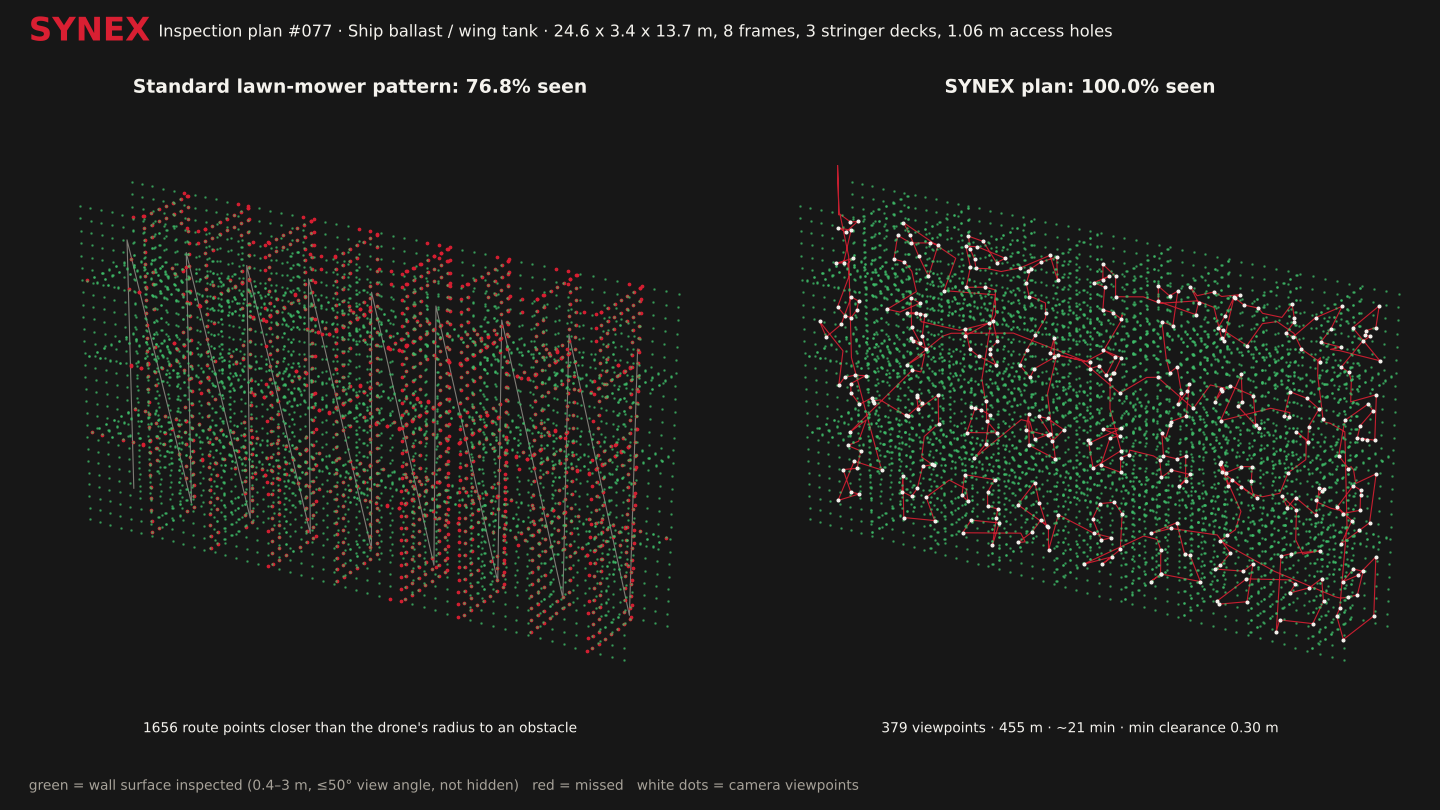 SYNEX Inspection plan #077 · Ship ballast / wing tank · 24.6 x 3.4 x 13.7 m, 8 frames, 3 stringer decks, 1.06 m access holes
Standard lawn-mower pattern: 76.8% seen
SYNEX plan: 100.0% seen
1656 route points closer than the drone's radius to an obstacle
379 viewpoints · 455 m · ~21 min · min clearance 0.30 m
green = wall surface inspected (0.4–3 m, ≤50° view angle, not hidden)   red = missed   white dots = camera viewpoints